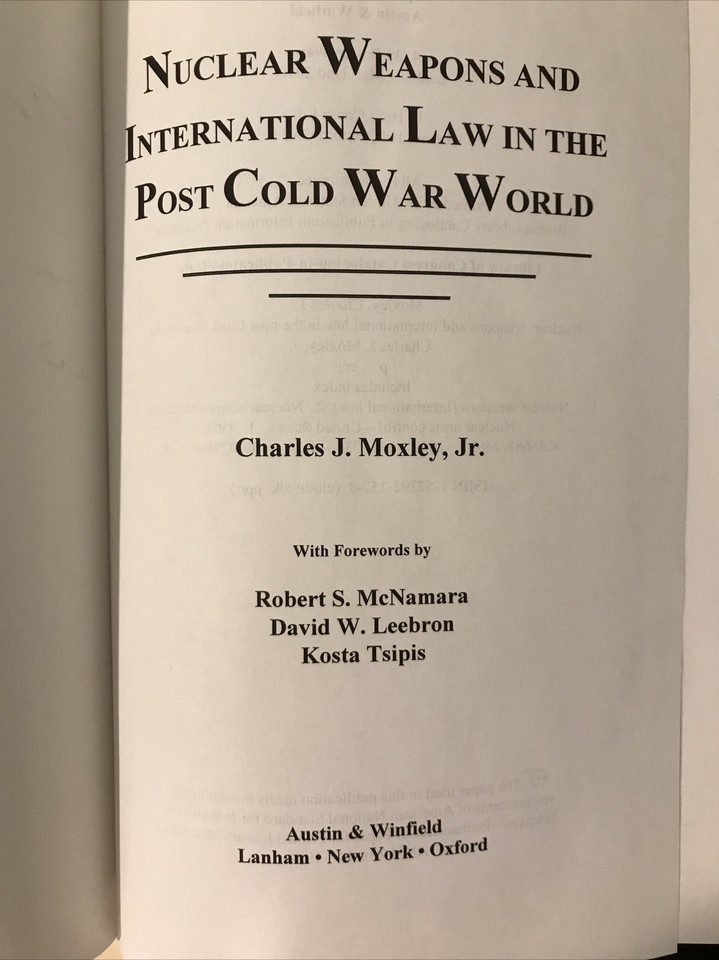 NUCLEAR WEAPONS AND
INTERNATIONAL LAW IN THE
POST COLD WAR WORLD
Charles J. Moxley, Jr.
With Forewords by
Robert S. McNamara
David W. Leebron
Kosta Tsipis
Austin & Winfield
Lanham • New York • Oxford